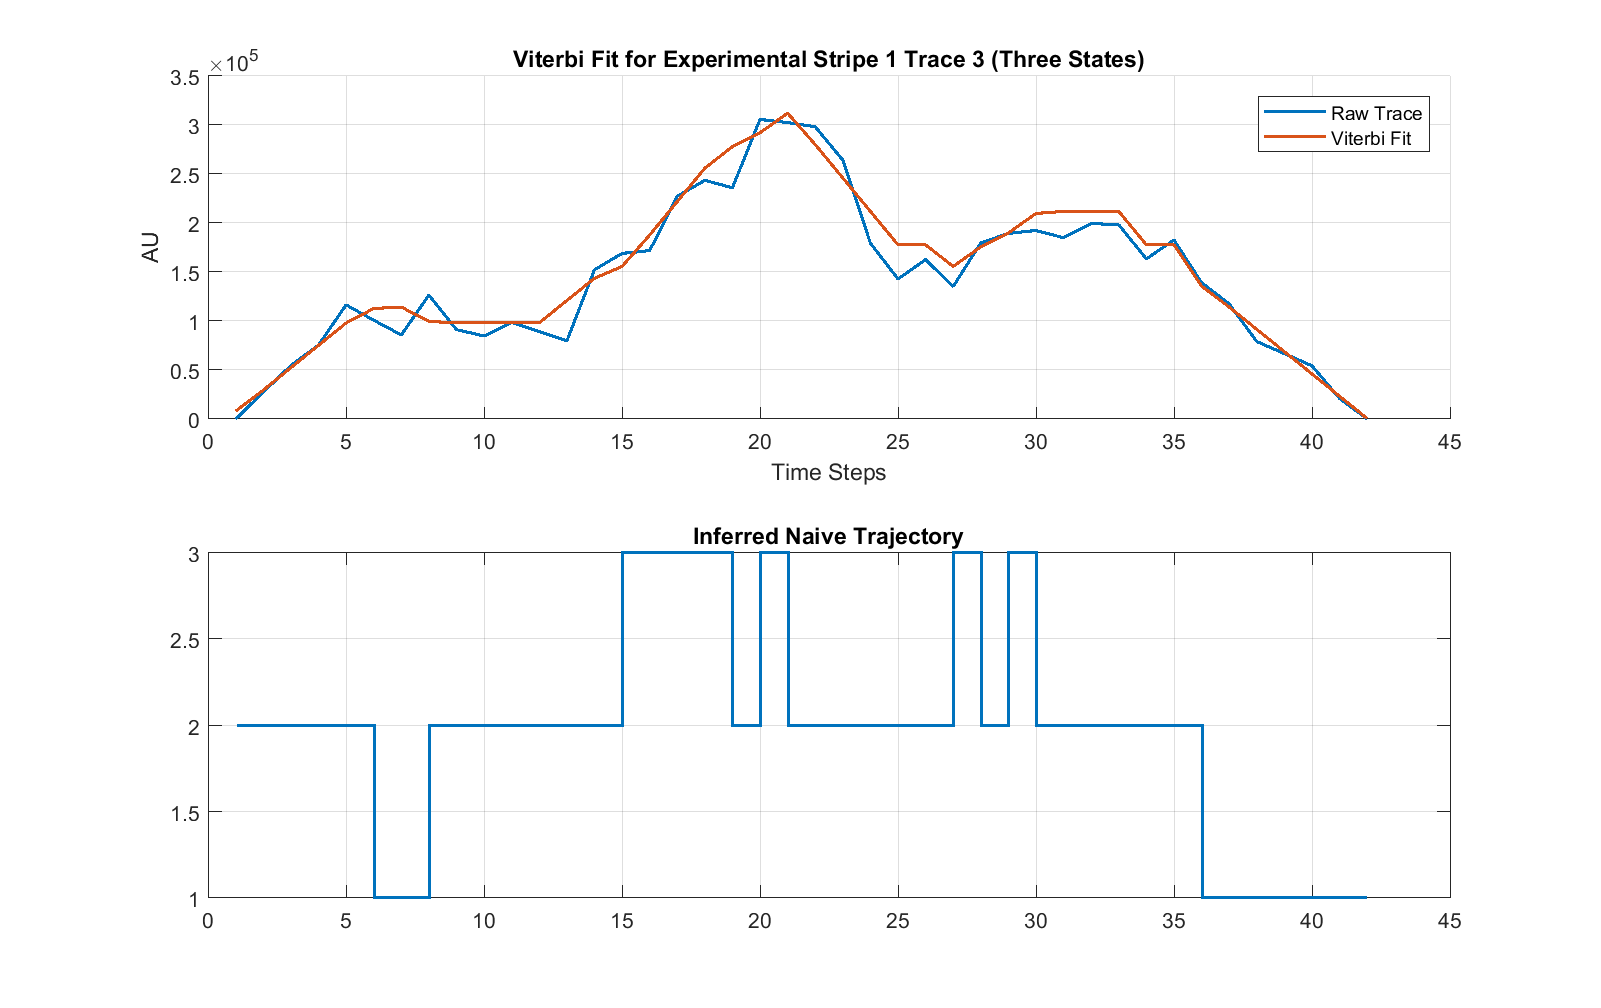 Viterbi Fit for Experimental Stripe 1 Trace 3 (Three States)
×10^5
3.5
3
2.5
2
1.5
1
0.5
0
AU
Raw Trace
Viterbi Fit
0 5 10 15 20 25 30 35 40 45
Time Steps
Inferred Naive Trajectory
3
2.5
2
1.5
1
0 5 10 15 20 25 30 35 40 45